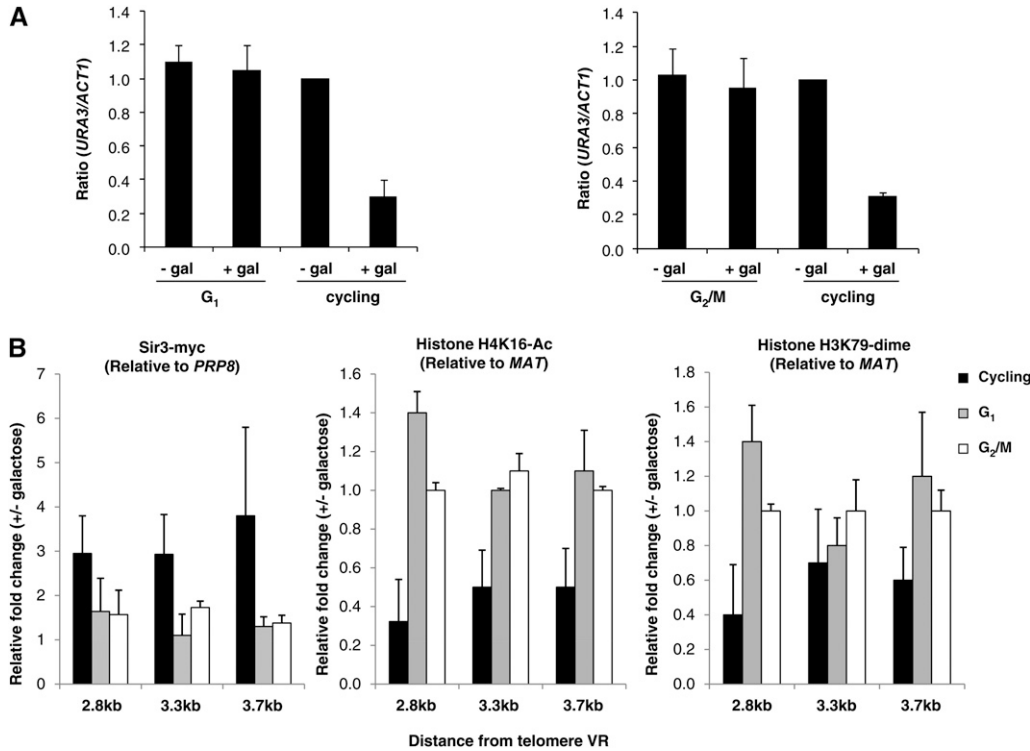 A
Ratio (URA3/ACT1)
1.4
1.2
1.0
0.8
0.6
0.4
0.2
0.0
- gal + gal - gal + gal
G1 cycling
Ratio (URA3/ACT1)
1.4
1.2
1.0
0.8
0.6
0.4
0.2
0.0
- gal + gal - gal + gal
G2/M cycling
B
Sir3-myc
(Relative to PRP8)
Relative fold change (+/- galactose)
7
6
5
4
3
2
1
0
2.8kb 3.3kb 3.7kb
Histone H4K16-Ac
(Relative to MAT)
Relative fold change (+/- galactose)
1.6
1.4
1.2
1.0
0.8
0.6
0.4
0.2
0.0
2.8kb 3.3kb 3.7kb
Histone H3K79-dime
(Relative to MAT)
Relative fold change (+/- galactose)
1.8
1.6
1.4
1.2
1.0
0.8
0.6
0.4
0.2
0.0
2.8kb 3.3kb 3.7kb
Cycling
G1
G2/M
Distance from telomere VR